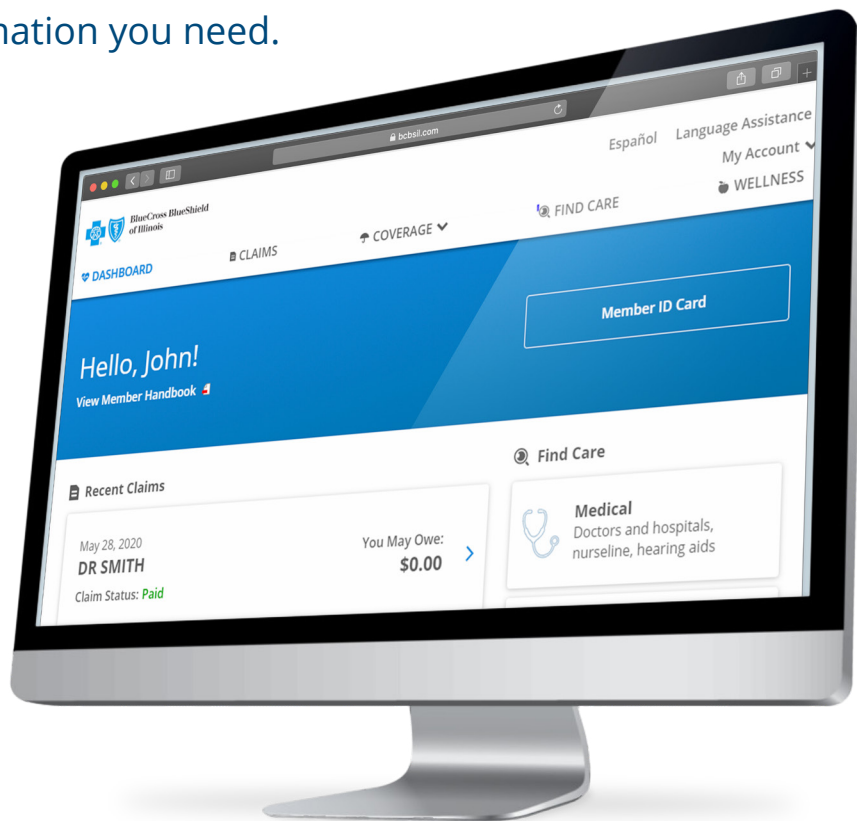 mation you need.
bcbsil.com
Español Language Assistance
My Account
BlueCross BlueShield
of Illinois
DASHBOARD CLAIMS COVERAGE FIND CARE WELLNESS
Hello, John!
View Member Handbook
Member ID Card
Recent Claims
May 28, 2020
DR SMITH
Claim Status: Paid
You May Owe:
$0.00
Find Care
Medical
Doctors and hospitals,
nurseline, hearing aids